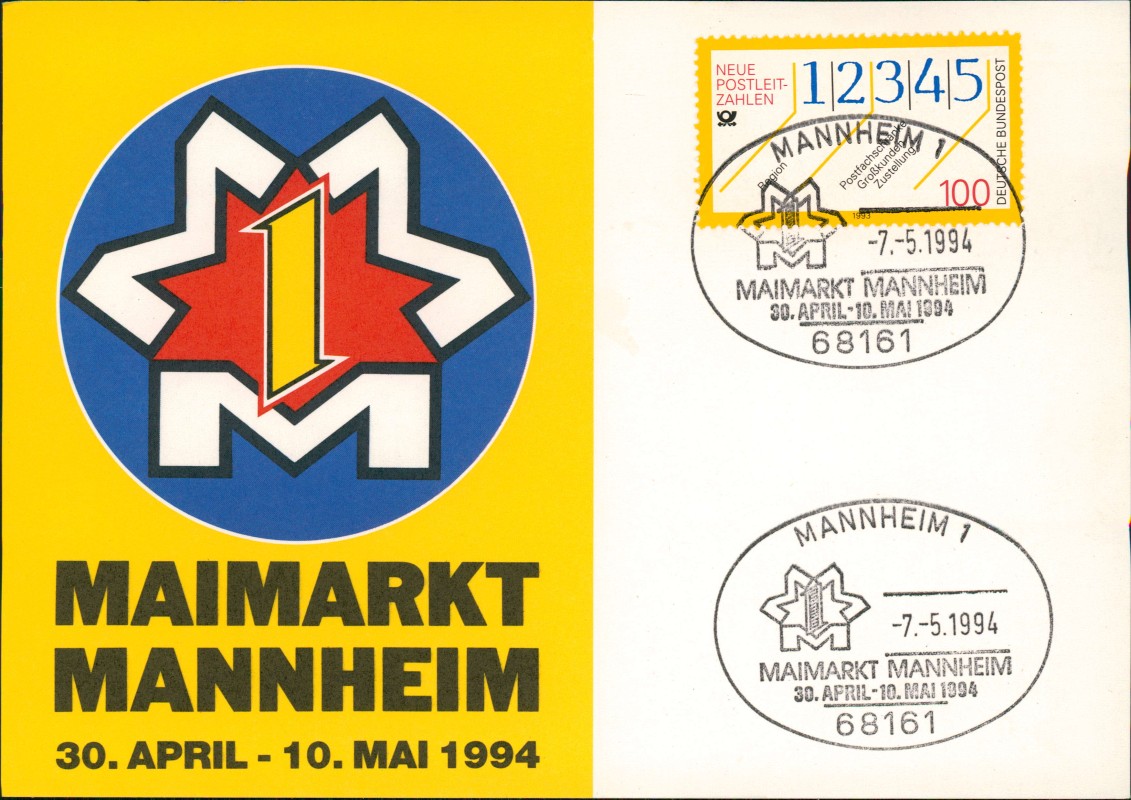 MAIMARKT
MANNHEIM
30. APRIL - 10. MAI 1994
NEUE
POSTLEIT-
ZAHLEN
12345
DEUTSCHE BUNDESPOST
Region
Postfachschränke
Großkunden
Zustellung
100
1993
MANNHEIM 1
-7.-5.1994
MAIMARKT MANNHEIM
30. APRIL-10. MAI 1994
68161
MANNHEIM 1
-7.-5.1994
MAIMARKT MANNHEIM
30. APRIL-10. MAI 1994
68161